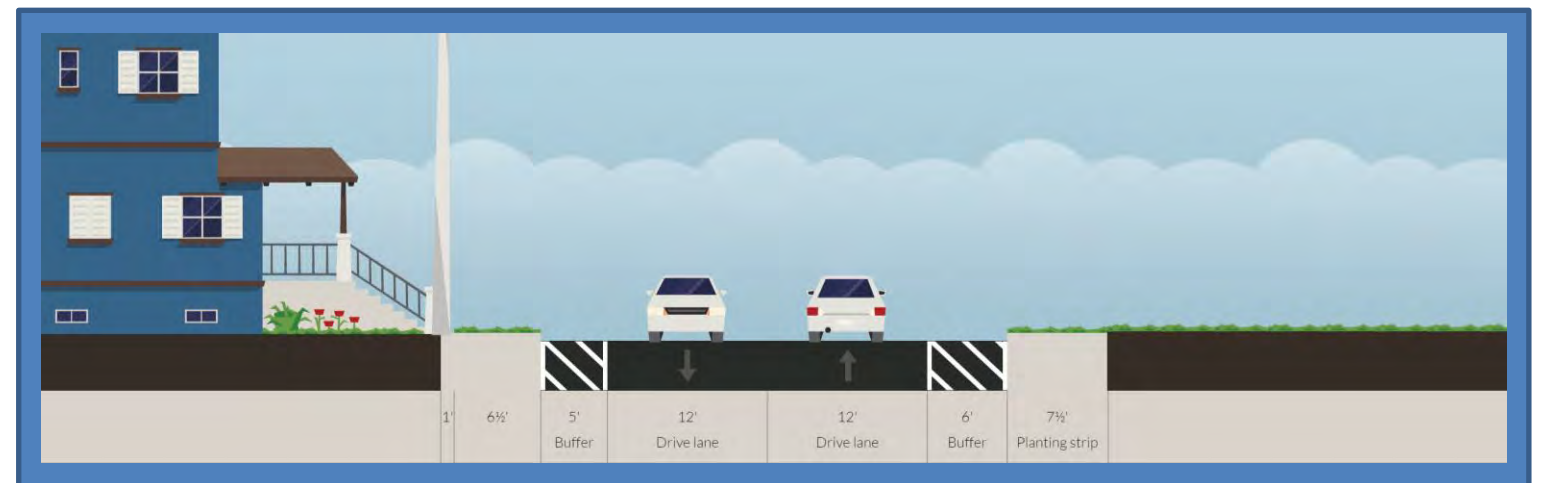 1' 6½' 5' 12' 12' 6' 7½'
Buffer Drive lane Drive lane Buffer Planting strip